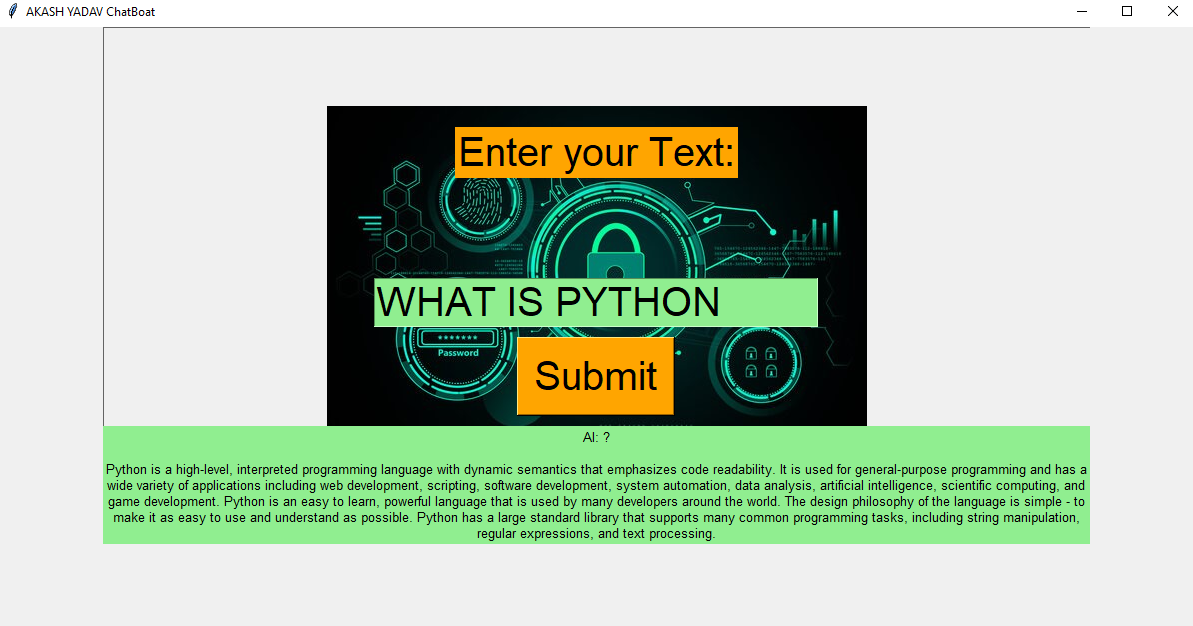 AKASH YADAV ChatBoat
Enter your Text:
WHAT IS PYTHON
*******
Password
Submit
AI: ?
Python is a high-level, interpreted programming language with dynamic semantics that emphasizes code readability. It is used for general-purpose programming and has a
wide variety of applications including web development, scripting, software development, system automation, data analysis, artificial intelligence, scientific computing, and
game development. Python is an easy to learn, powerful language that is used by many developers around the world. The design philosophy of the language is simple - to
make it as easy to use and understand as possible. Python has a large standard library that supports many common programming tasks, including string manipulation,
regular expressions, and text processing.